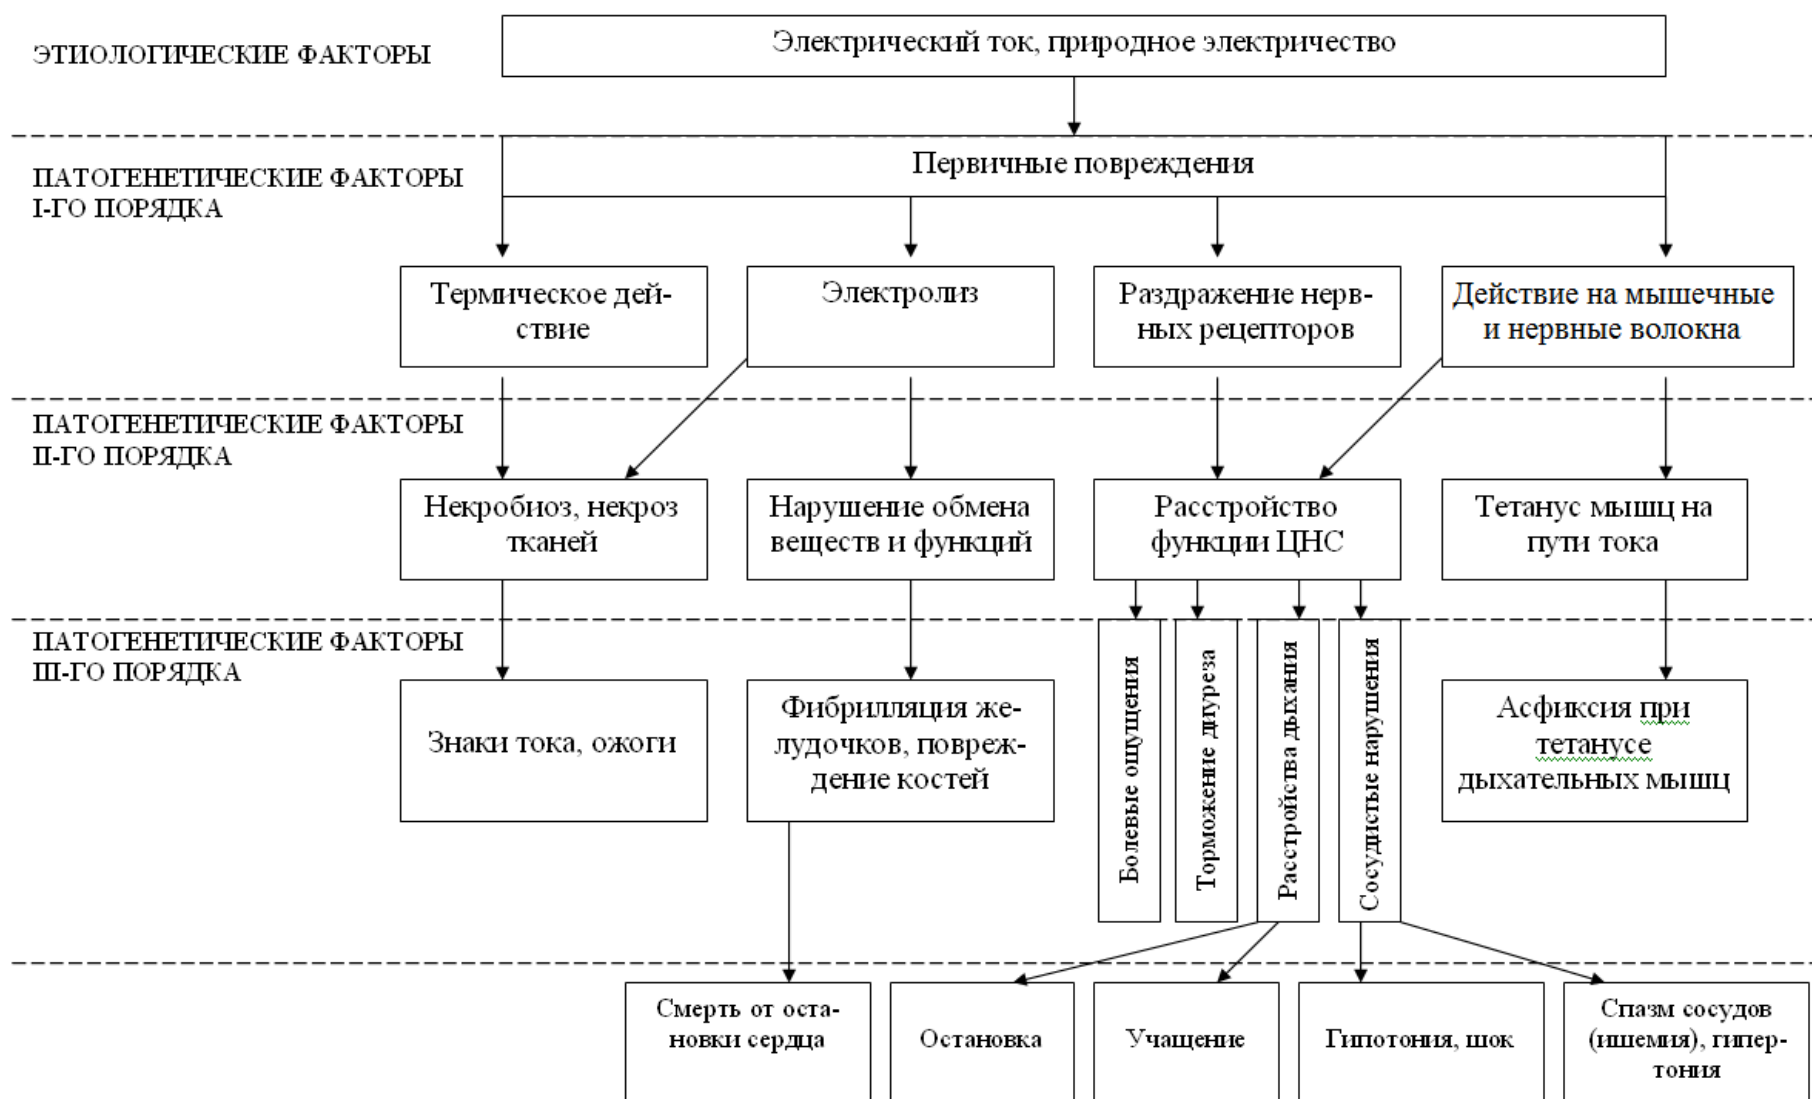 ЭТИОЛОГИЧЕСКИЕ ФАКТОРЫ
Электрический ток, природное электричество
ПАТОГЕНЕТИЧЕСКИЕ ФАКТОРЫ
I-ГО ПОРЯДКА
Первичные повреждения
Термическое дей-
ствие
Электролиз
Раздражение нерв-
ных рецепторов
Действие на мышечные
и нервные волокна
ПАТОГЕНЕТИЧЕСКИЕ ФАКТОРЫ
II-ГО ПОРЯДКА
Некробиоз, некроз
тканей
Нарушение обмена
веществ и функций
Расстройство
функции ЦНС
Тетанус мышц на
пути тока
ПАТОГЕНЕТИЧЕСКИЕ ФАКТОРЫ
III-ГО ПОРЯДКА
Знаки тока, ожоги
Фибрилляция же-
лудочков, повреж-
дение костей
Болевые ощущения
Торможение диуреза
Расстройства дыхания
Сосудистые нарушения
Асфиксия при
тетанусе
дыхательных мышц
Смерть от оста-
новки сердца
Остановка
Учащение
Гипотония, шок
Спазм сосудов
(ишемия), гипер-
тония